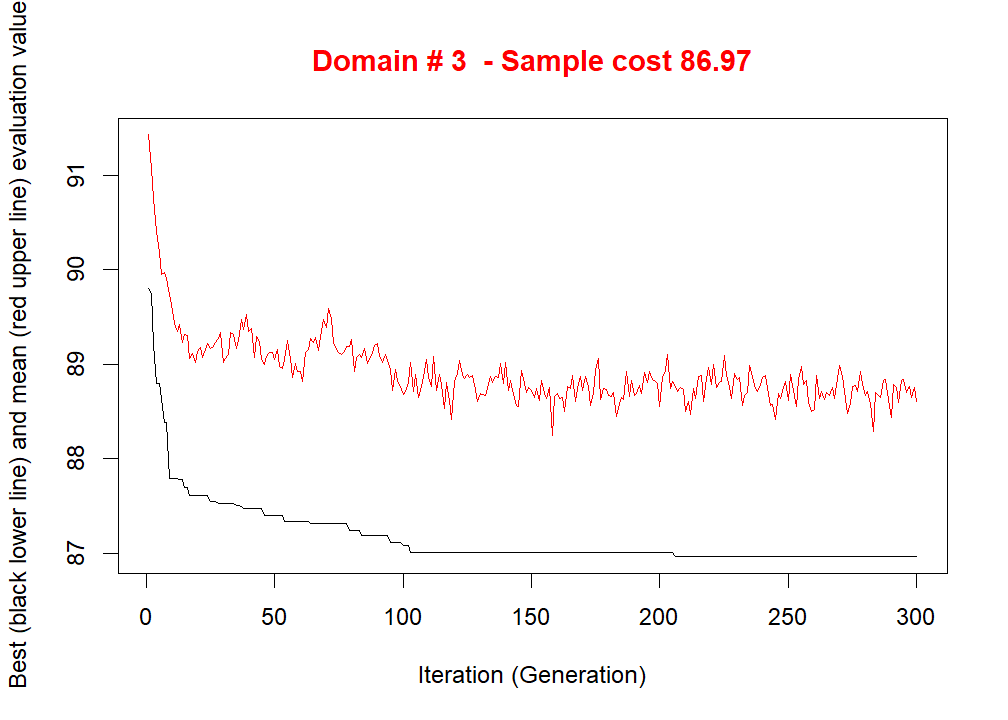 Domain # 3  - Sample cost 86.97
Best (black lower line) and mean (red upper line) evaluation value
91
90
89
88
87
0 50 100 150 200 250 300
Iteration (Generation)